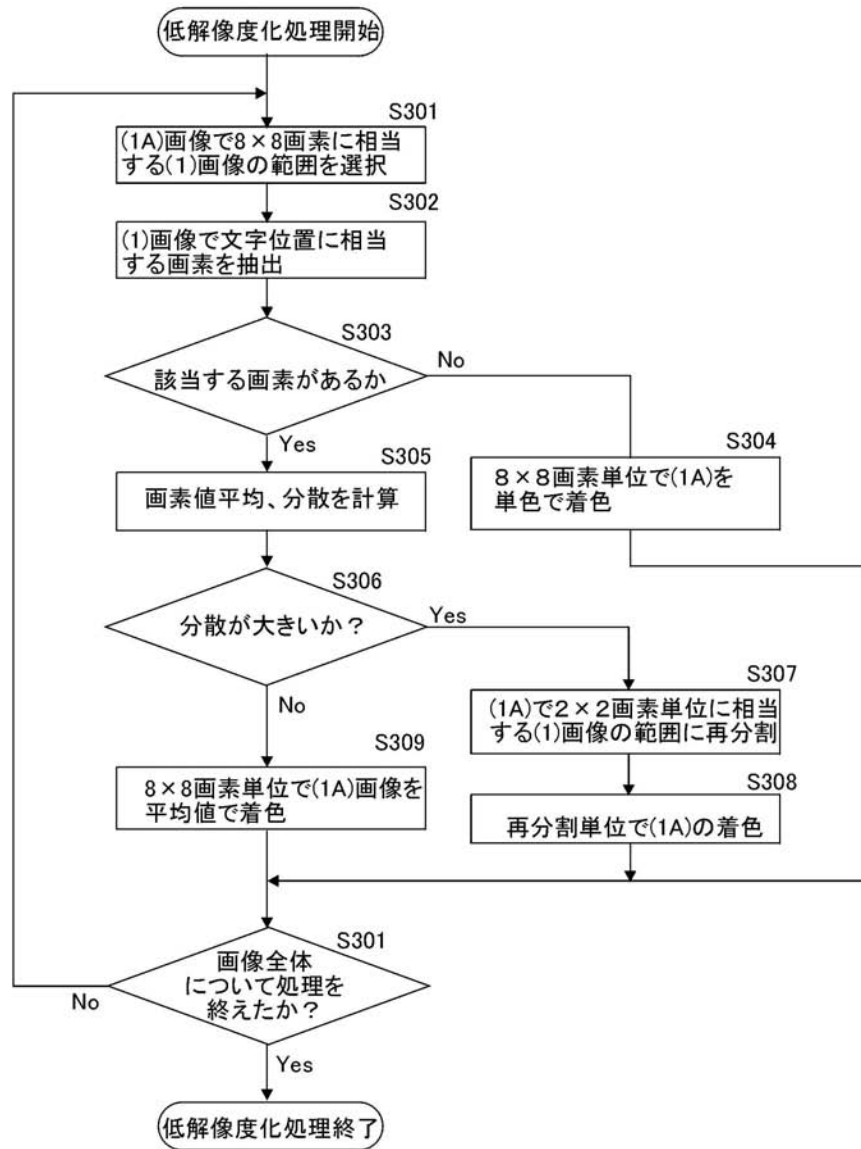 低解像度化処理開始
S301
(1A)画像で8×8画素に相当
する(1)画像の範囲を選択
S302
(1)画像で文字位置に相当
する画素を抽出
S303
該当する画素があるか
No
Yes
S304
8×8画素単位で(1A)を
単色で着色
S305
画素値平均、分散を計算
S306
分散が大きいか？
Yes
No
S307
(1A)で2×2画素単位に相当
する(1)画像の範囲に再分割
S308
再分割単位で(1A)の着色
S309
8×8画素単位で(1A)画像を
平均値で着色
S301
画像全体
について処理を
終えたか？
No
Yes
低解像度化処理終了